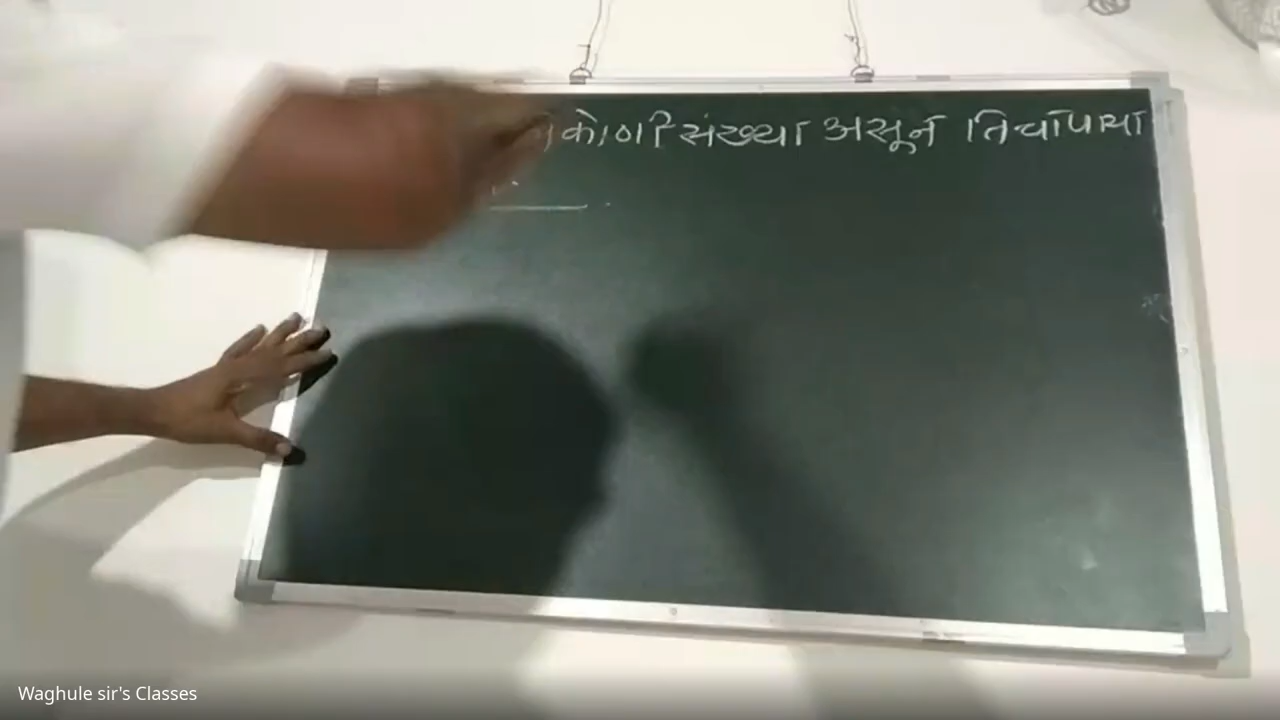 कोणी संख्या असून तिचा पाया
Waghule sir's Classes